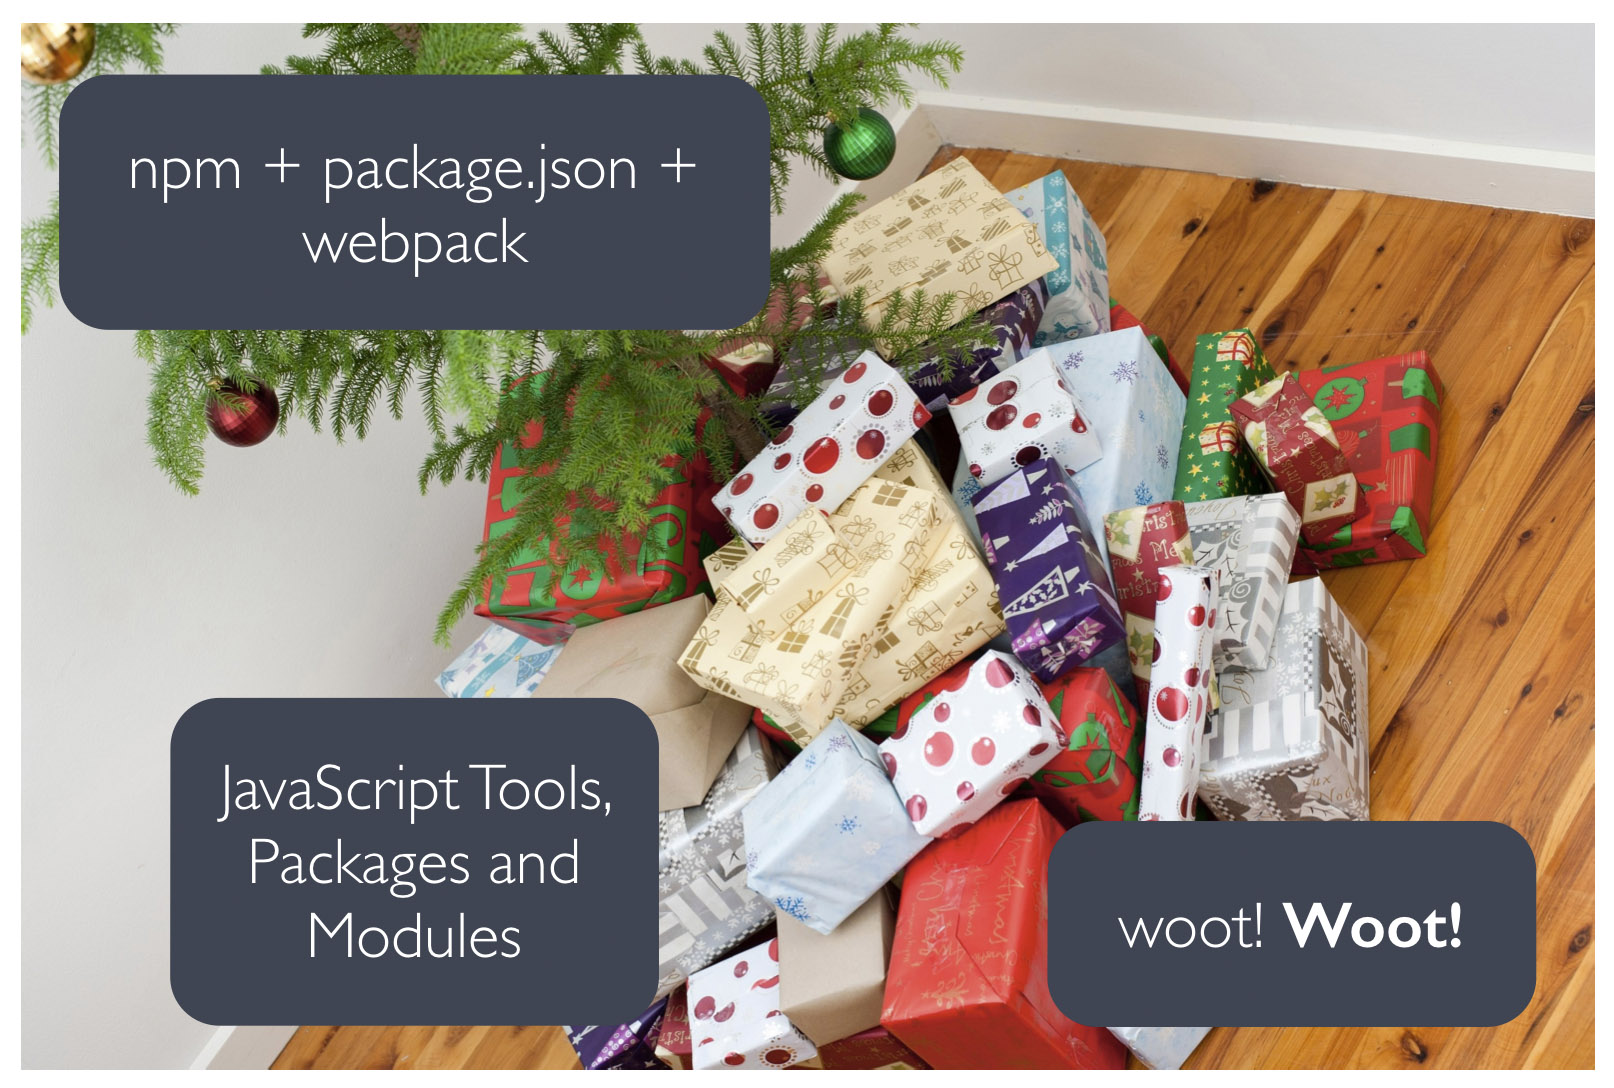 npm + package.json +
webpack
JavaScript Tools,
Packages and
Modules
woot! Woot!